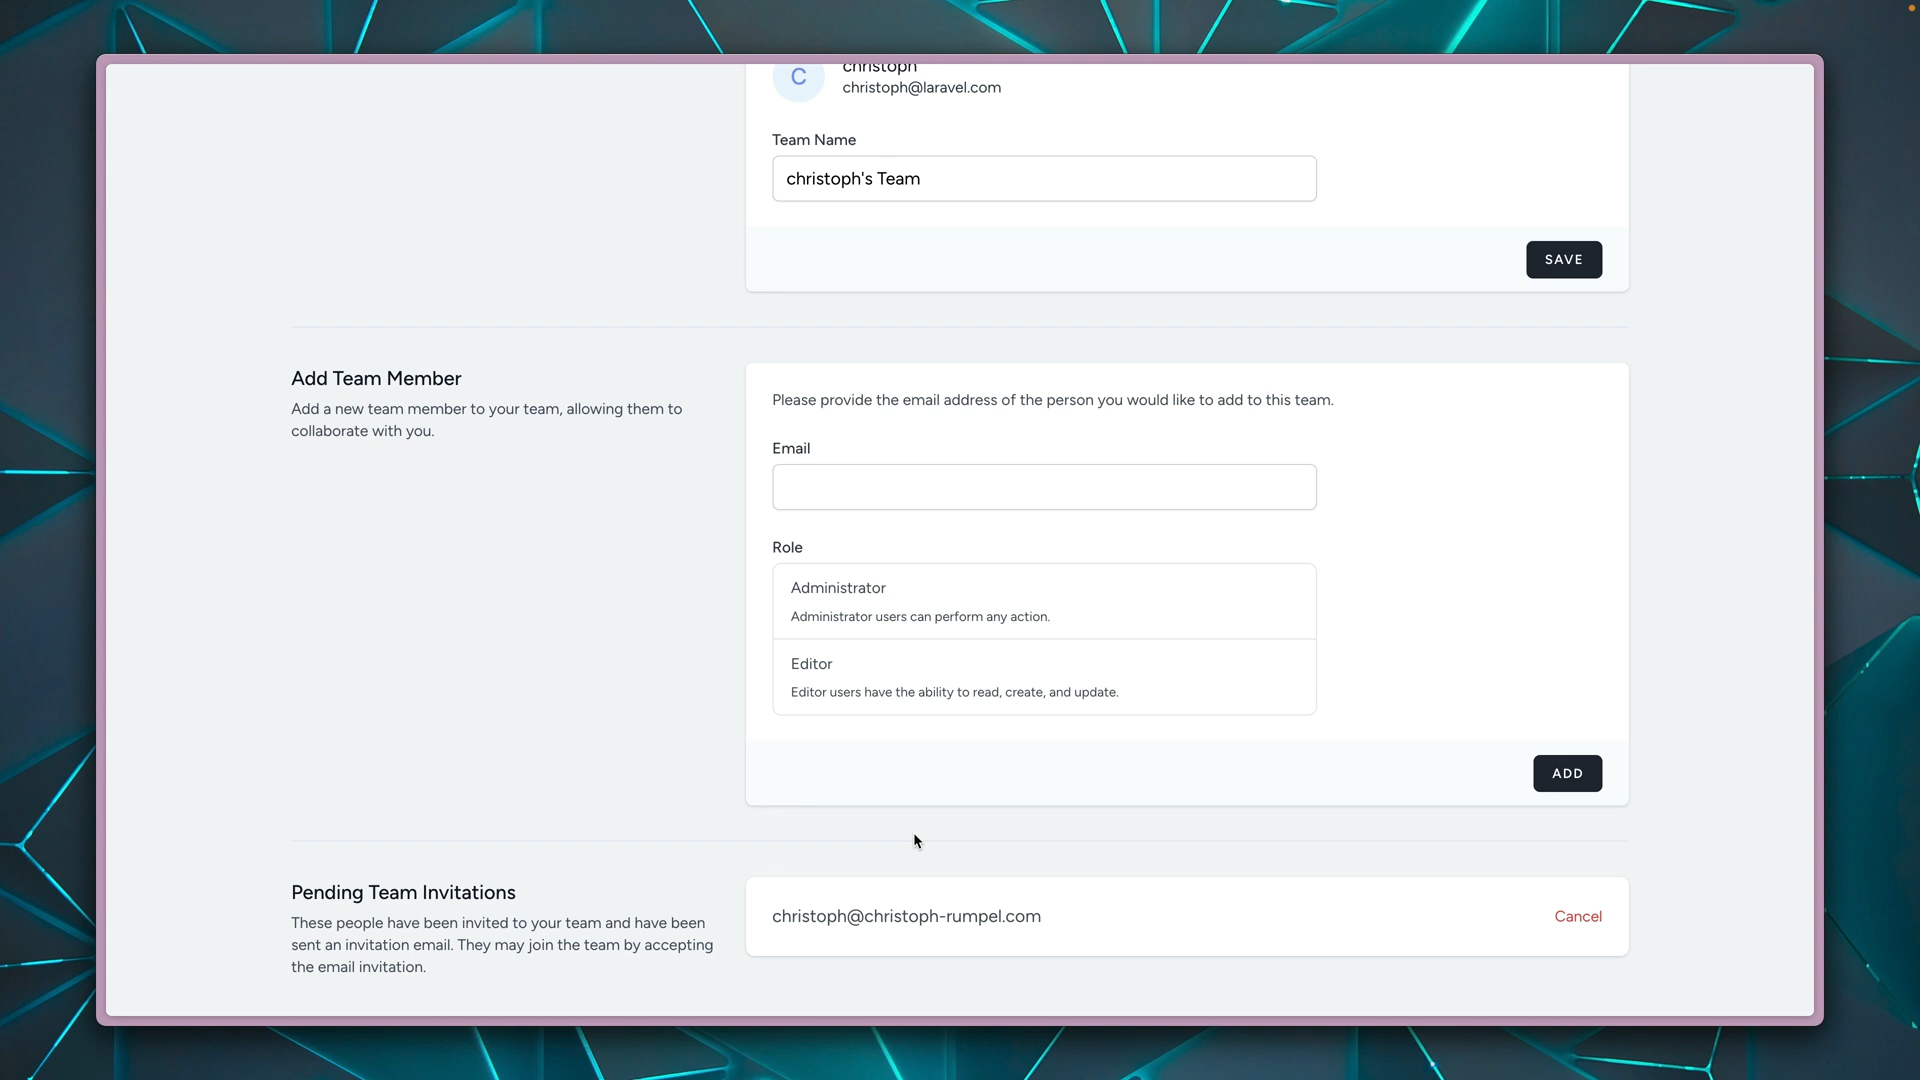 christoph
C
christoph@laravel.com
Team Name
christoph's Team
SAVE
Add Team Member
Add a new team member to your team, allowing them to
collaborate with you.
Please provide the email address of the person you would like to add to this team.
Email
Role
Administrator
Administrator users can perform any action.
Editor
Editor users have the ability to read, create, and update.
ADD
Pending Team Invitations
These people have been invited to your team and have been
sent an invitation email. They may join the team by accepting
the email invitation.
christoph@christoph-rumpel.com
Cancel